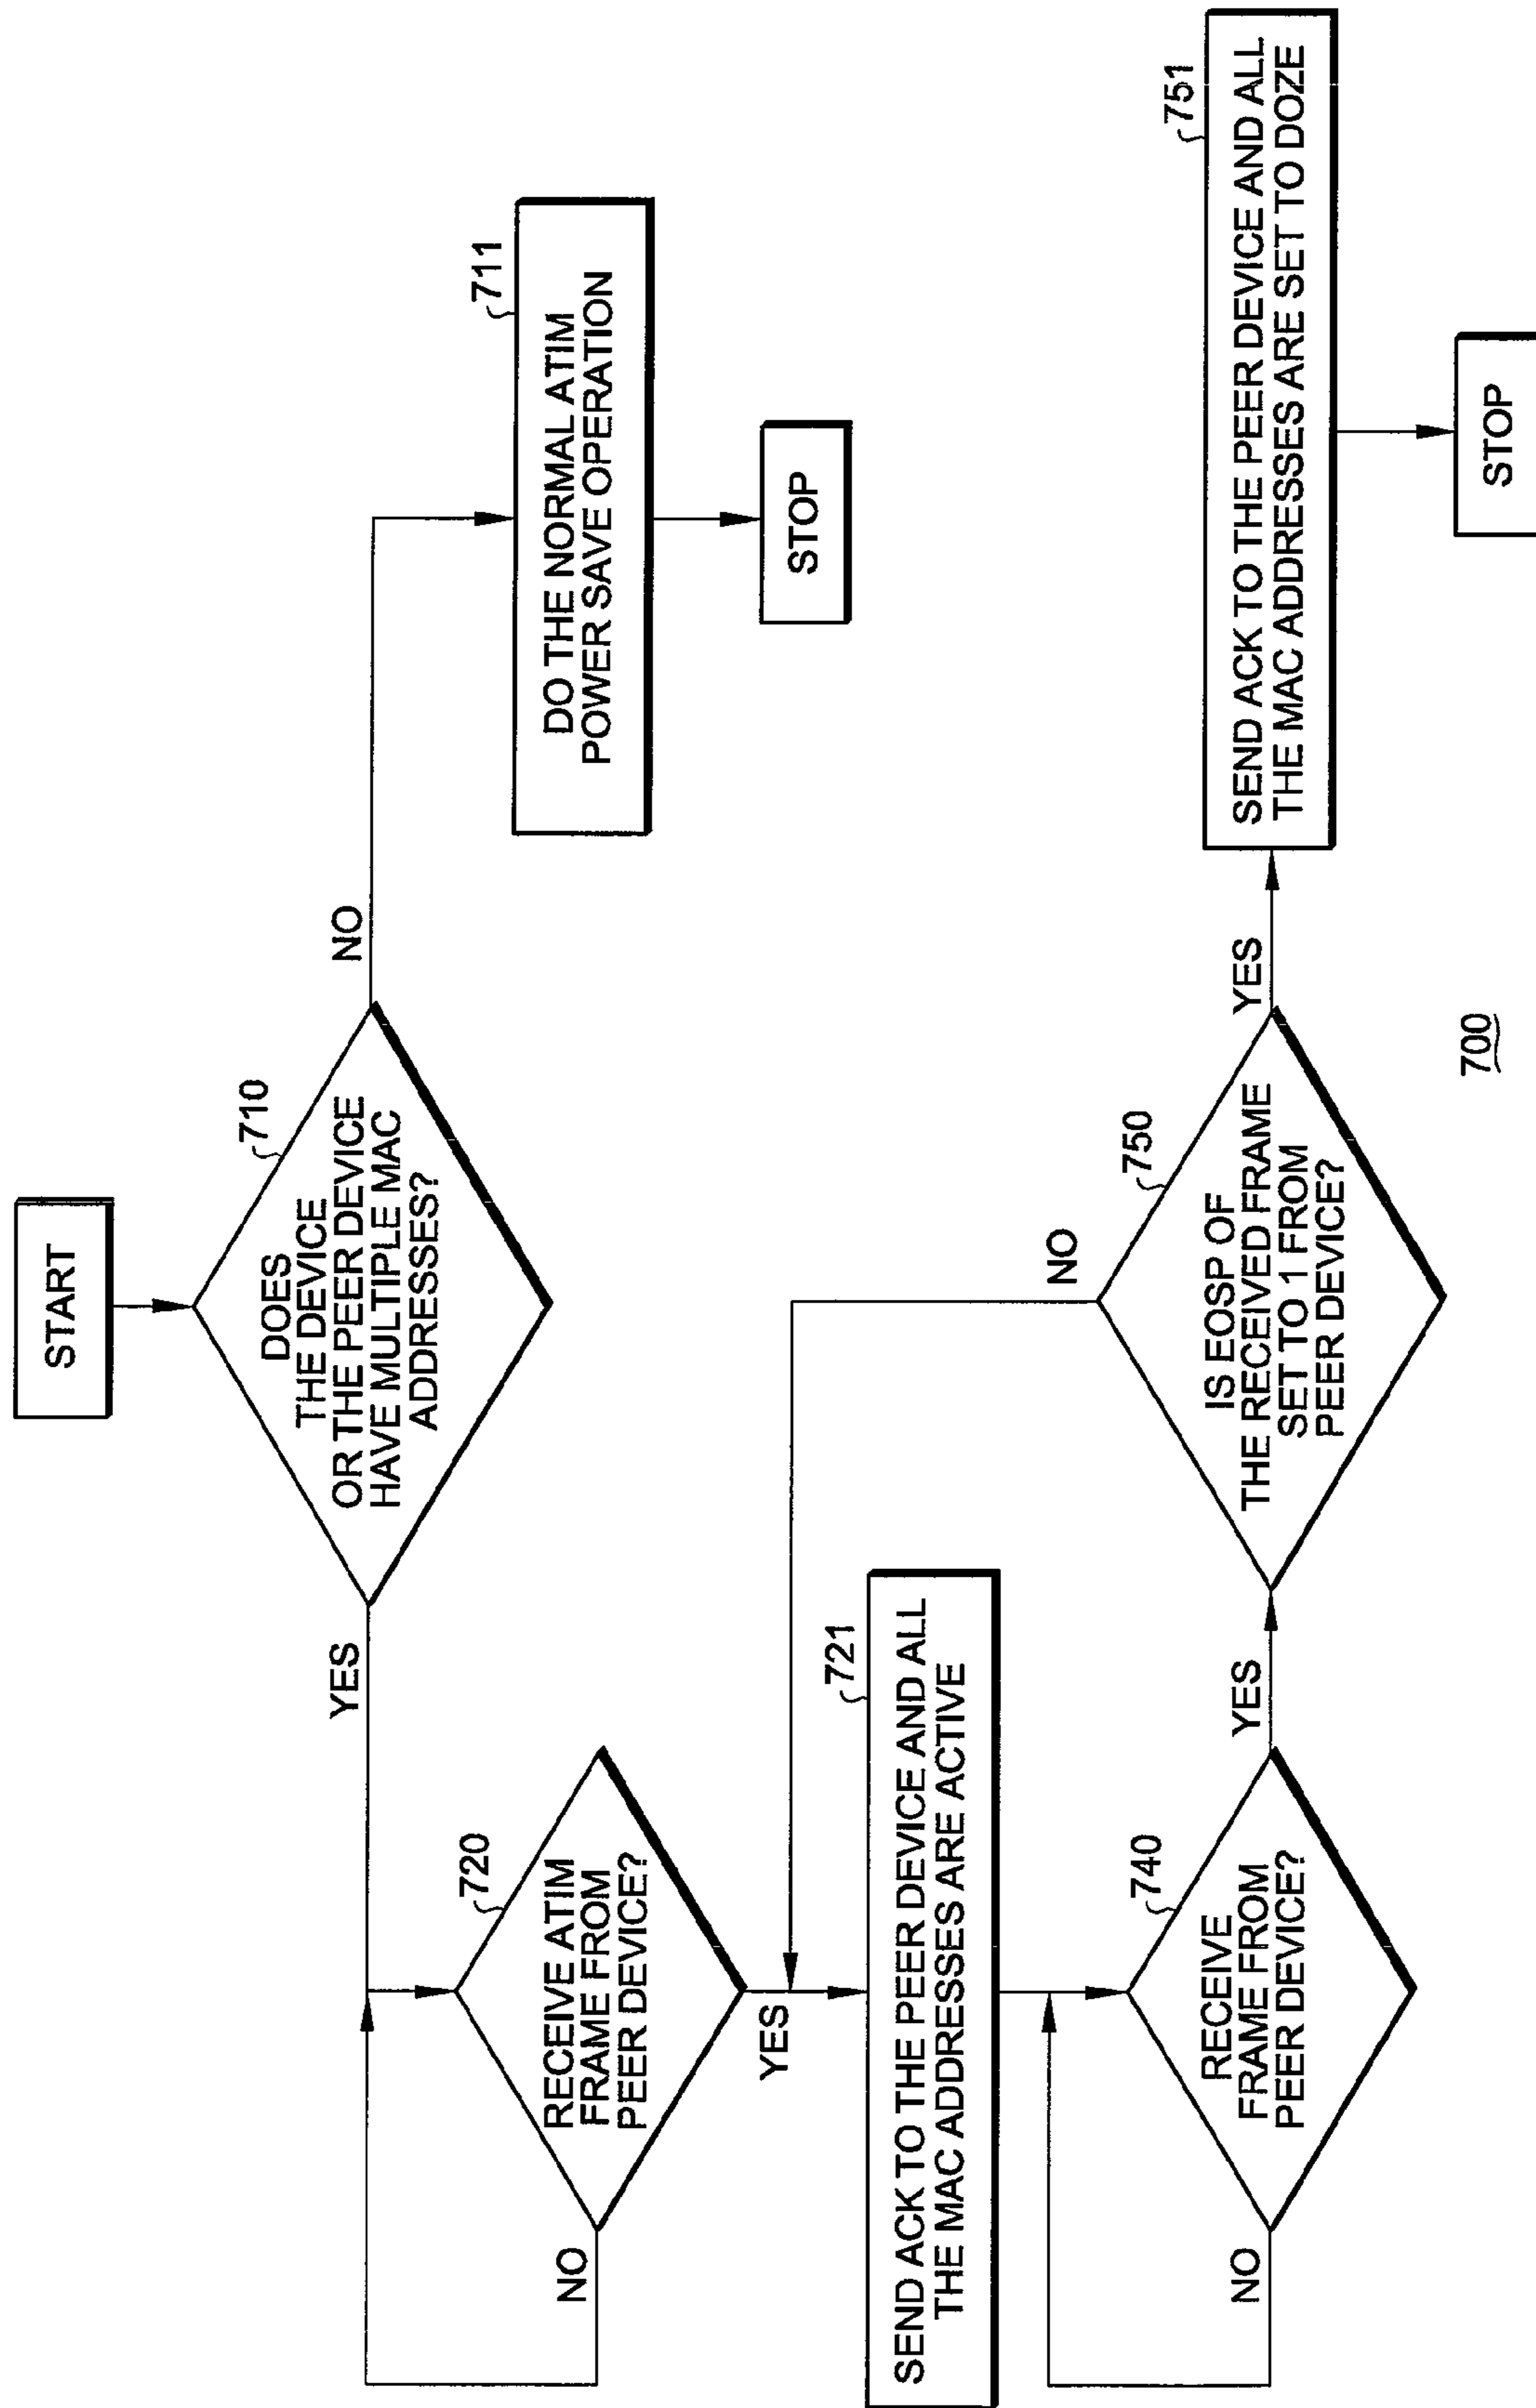 START
DOES
THE DEVICE
OR THE PEER DEVICE
HAVE MULTIPLE MAC
ADDRESSES?
710
YES
NO
711
DO THE NORMAL ATIM
POWER SAVE OPERATION
STOP
720
RECEIVE ATIM
FRAME FROM
PEER DEVICE?
NO
YES
721
SEND ACK TO THE PEER DEVICE AND ALL
THE MAC ADDRESSES ARE ACTIVE
740
RECEIVE
FRAME FROM
PEER DEVICE?
NO
YES
750
IS EOSP OF
THE RECEIVED FRAME
SET TO 1 FROM
PEER DEVICE?
NO
YES
751
SEND ACK TO THE PEER DEVICE AND ALL
THE MAC ADDRESSES ARE SET TO DOZE
STOP
700